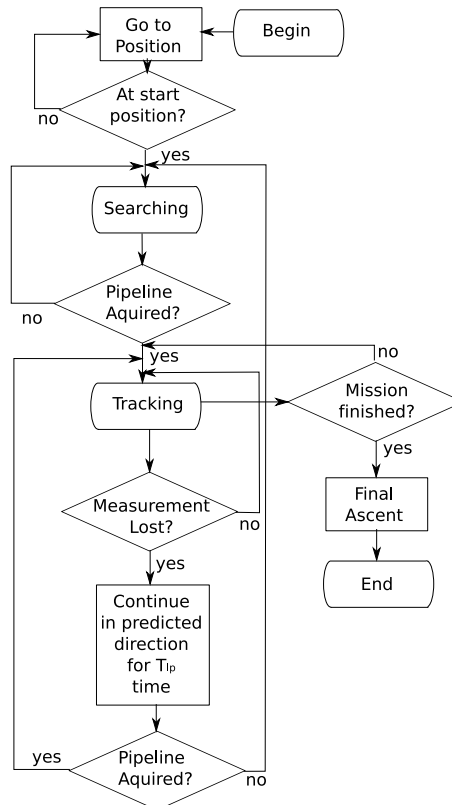 Go to
Position
Begin
At start
position?
no
yes
Searching
Pipeline
Aquired?
no
yes
no
Mission
finished?
Tracking
yes
Measurement
Lost?
no
Final
Ascent
yes
Continue
in predicted
direction
for Tlp
time
End
yes
Pipeline
Aquired?
no